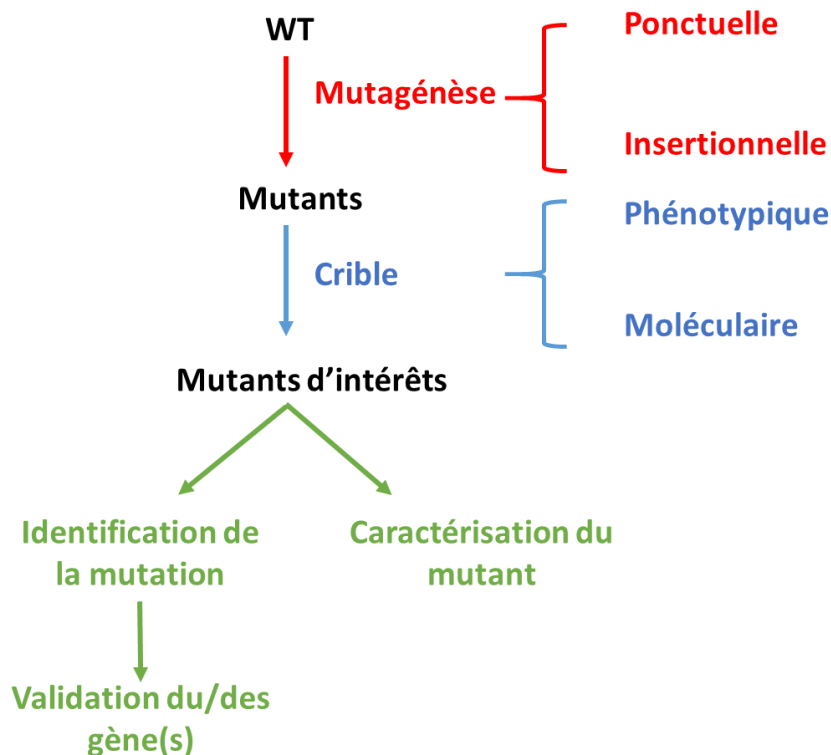 WT
Ponctuelle
Mutagénèse
Insertionnelle
Mutants
Phénotypique
Crible
Moléculaire
Mutants d’intérêts
Identification de
la mutation
Caractérisation du
mutant
Validation du/des
gène(s)